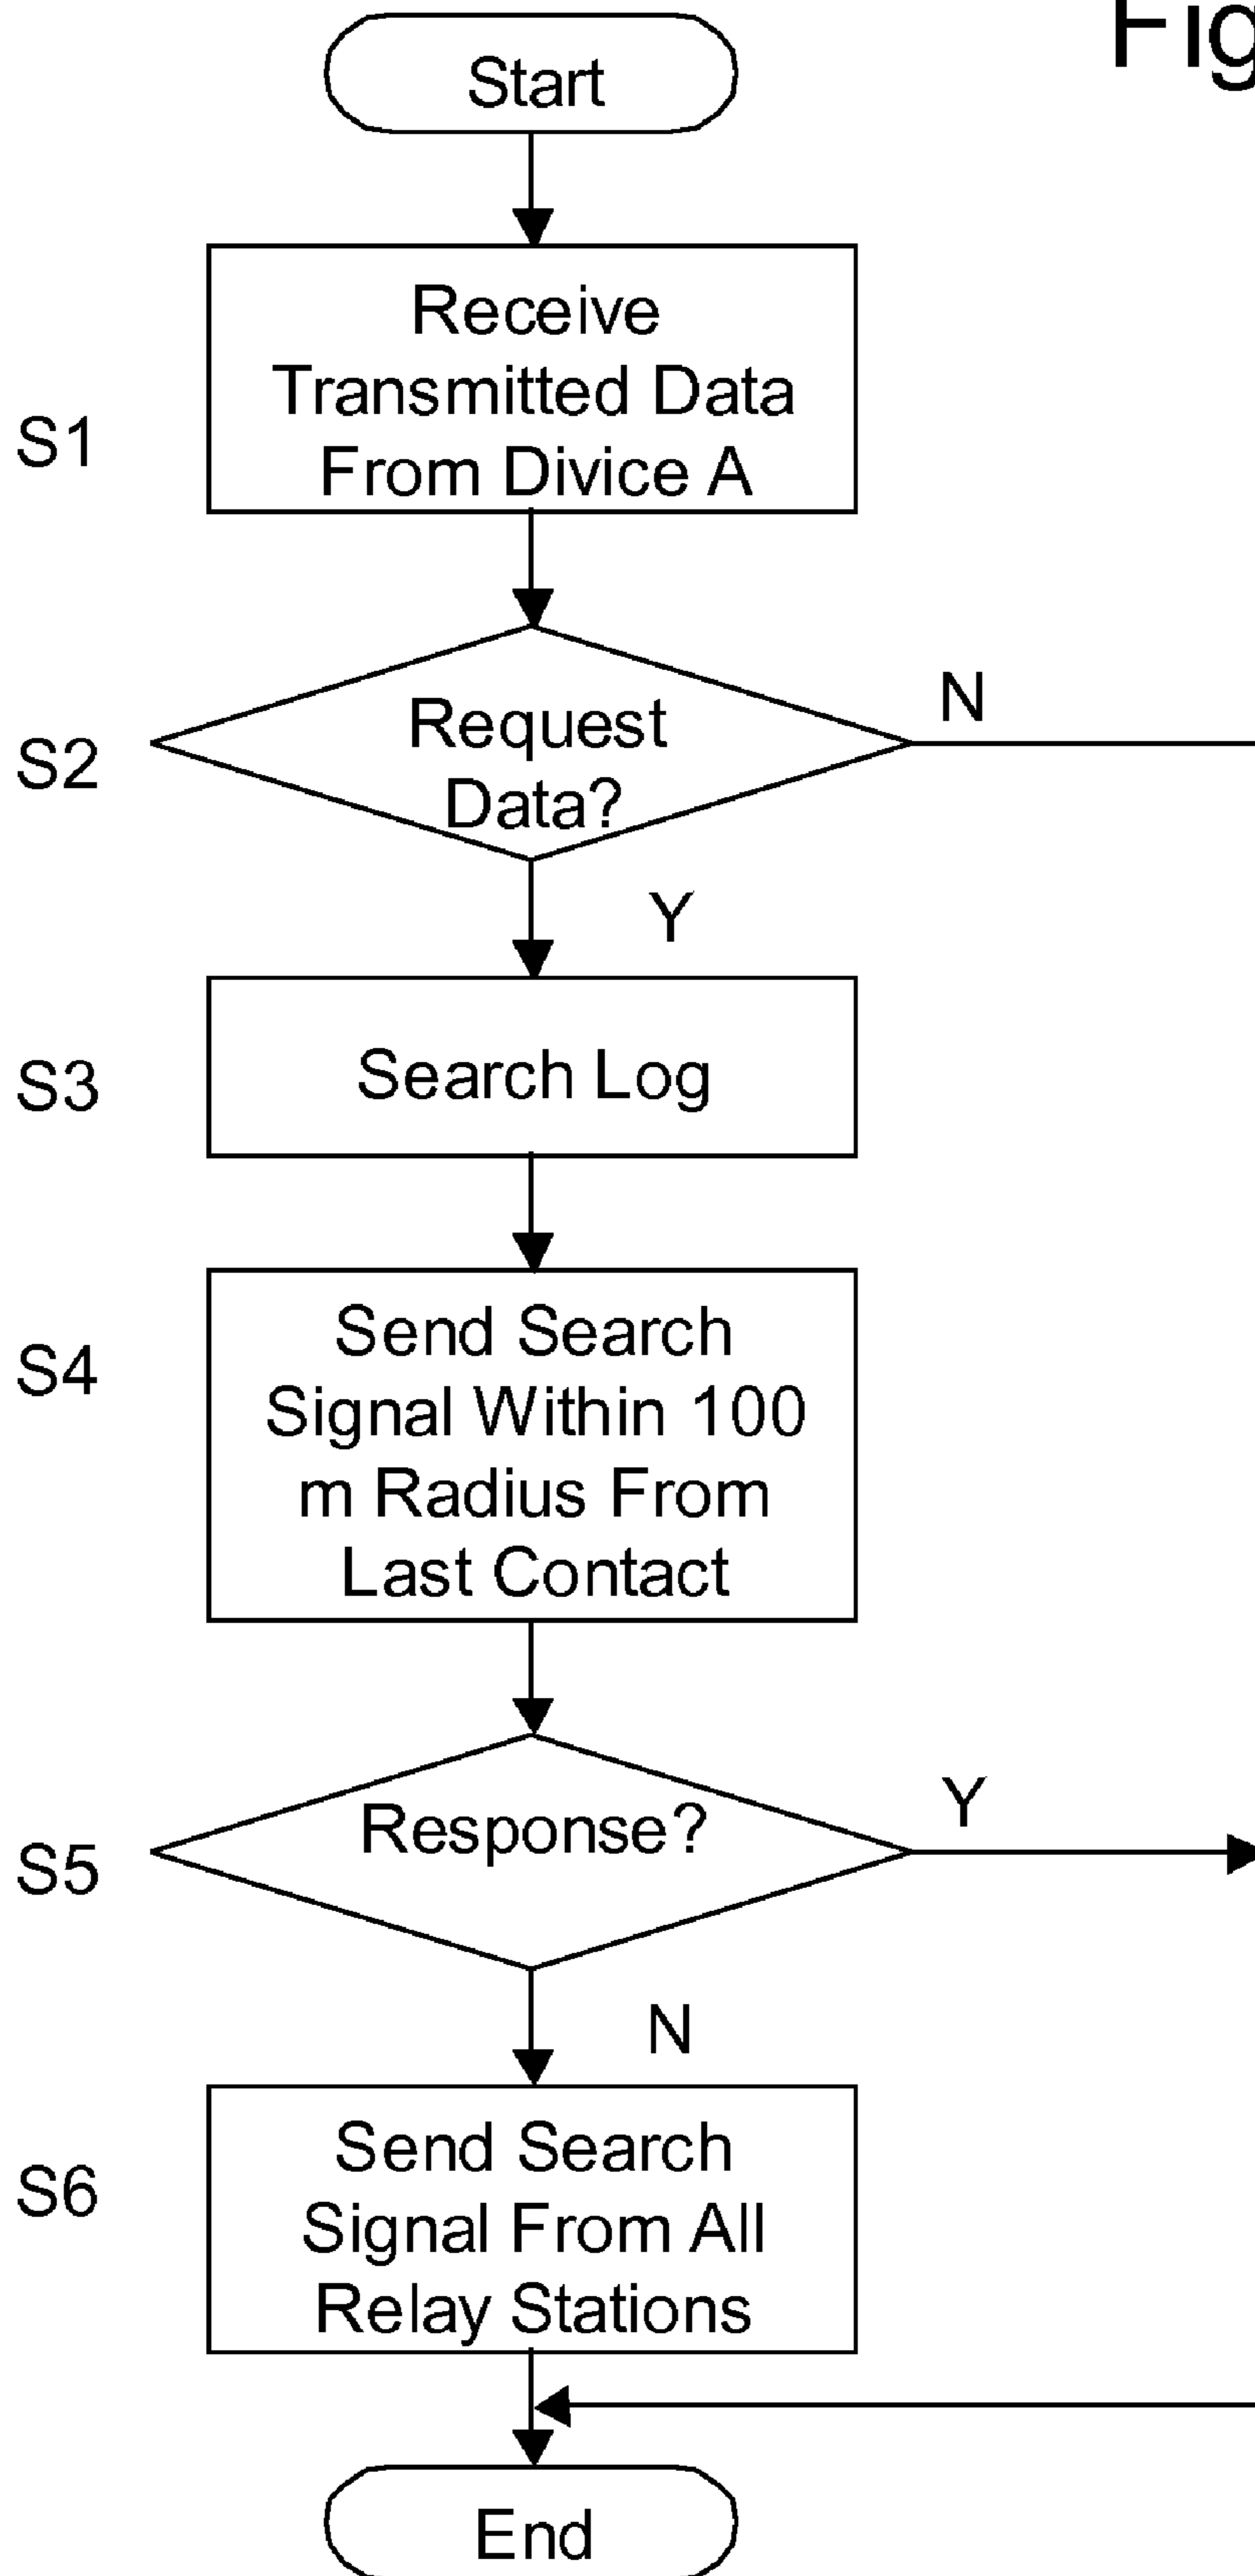 Fig
Start
S1
Receive
Transmitted Data
From Divice A
S2
Request
Data?
N
Y
S3
Search Log
S4
Send Search
Signal Within 100
m Radius From
Last Contact
S5
Response?
Y
N
S6
Send Search
Signal From All
Relay Stations
End